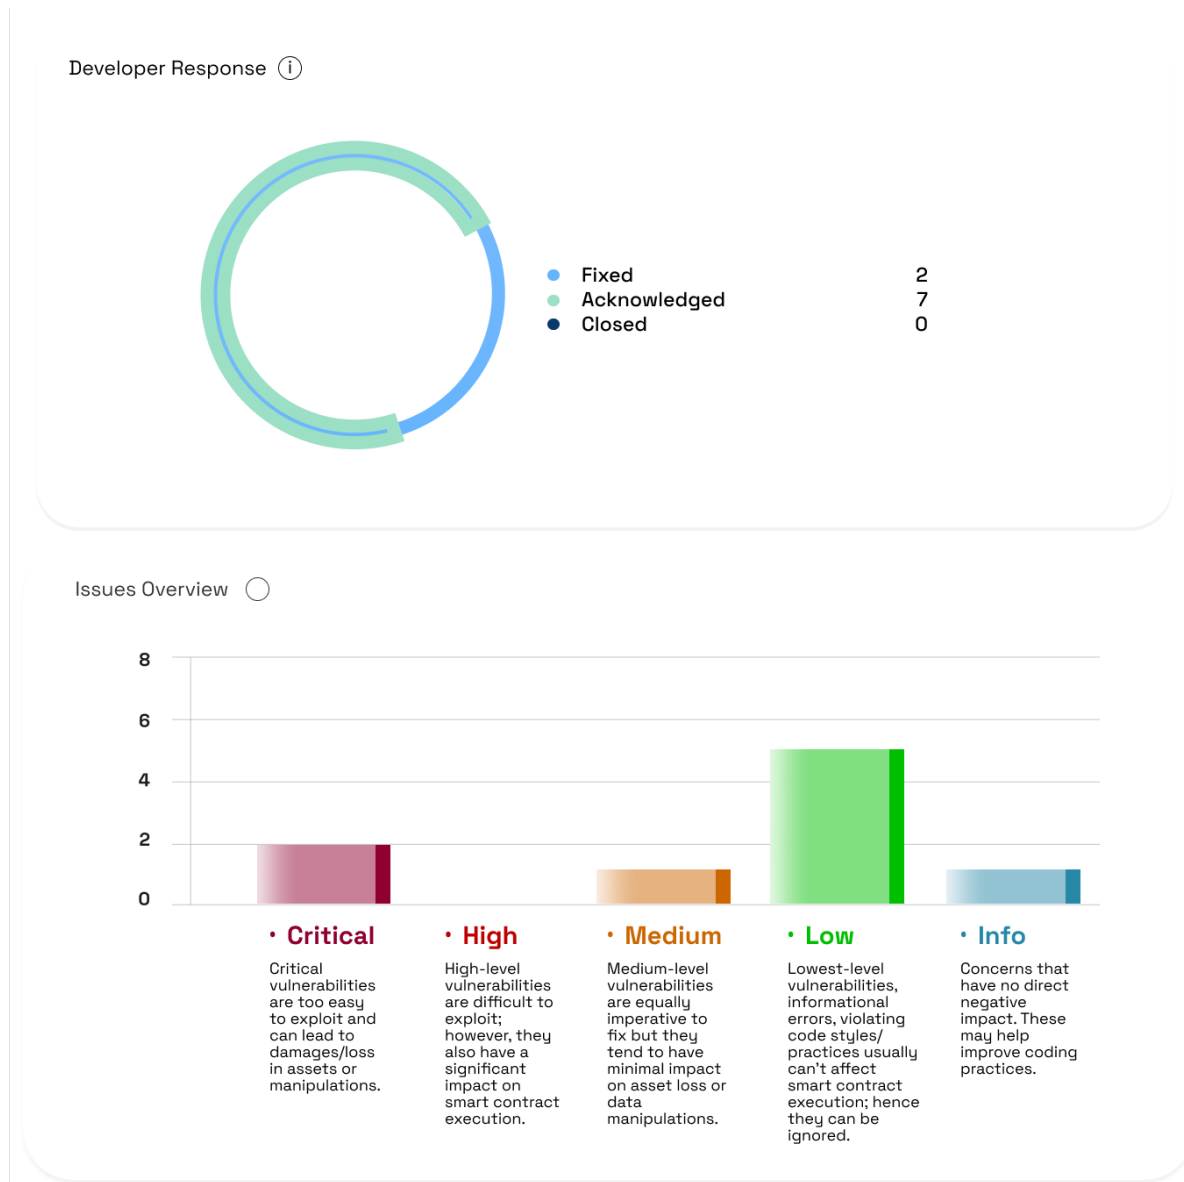 Developer Response i
Fixed 2
Acknowledged 7
Closed 0
Issues Overview
8
6
4
2
0
• Critical
Critical
vulnerabilities
are too easy
to exploit and
can lead to
damages/loss
in assets or
manipulations.
• High
High-level
vulnerabilities
are difficult to
exploit;
however, they
also have a
significant
impact on
smart contract
execution.
• Medium
Medium-level
vulnerabilities
are equally
imperative to
fix but they
tend to have
minimal impact
on asset loss or
data
manipulations.
• Low
Lowest-level
vulnerabilities,
informational
errors, violating
code styles/
practices usually
can't affect
smart contract
execution; hence
they can be
ignored.
• Info
Concerns that
have no direct
negative
impact. These
may help
improve coding
practices.